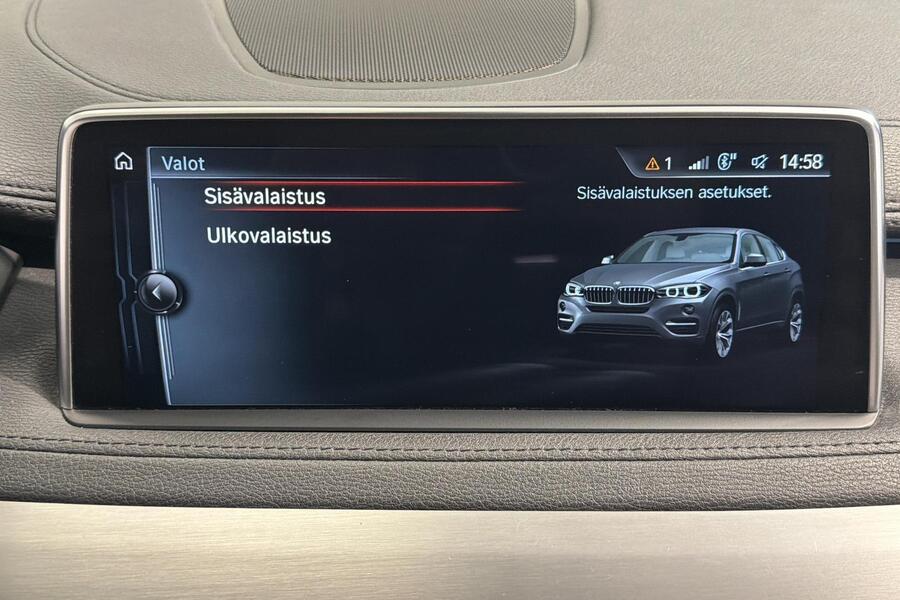 Valot
1 14:58
Sisävalaistus
Sisävalaistuksen asetukset.
Ulkovalaistus